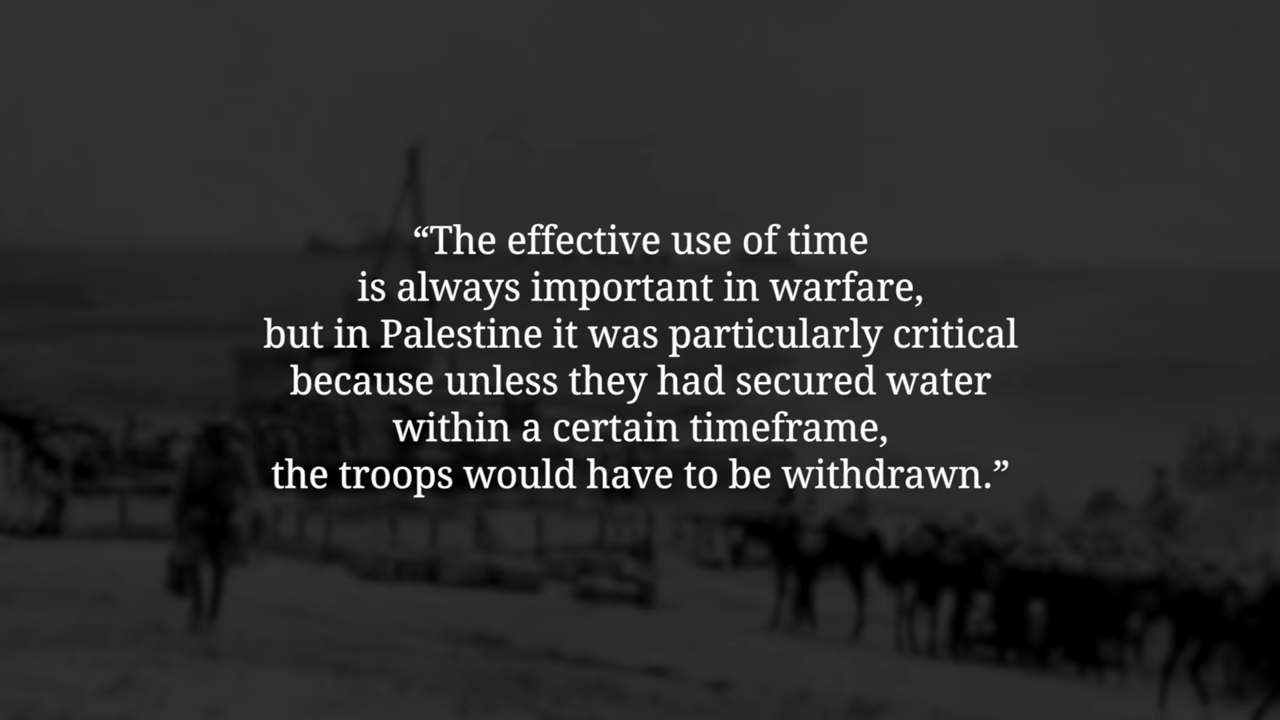 “The effective use of time
is always important in warfare,
but in Palestine it was particularly critical
because unless they had secured water
within a certain timeframe,
the troops would have to be withdrawn.”